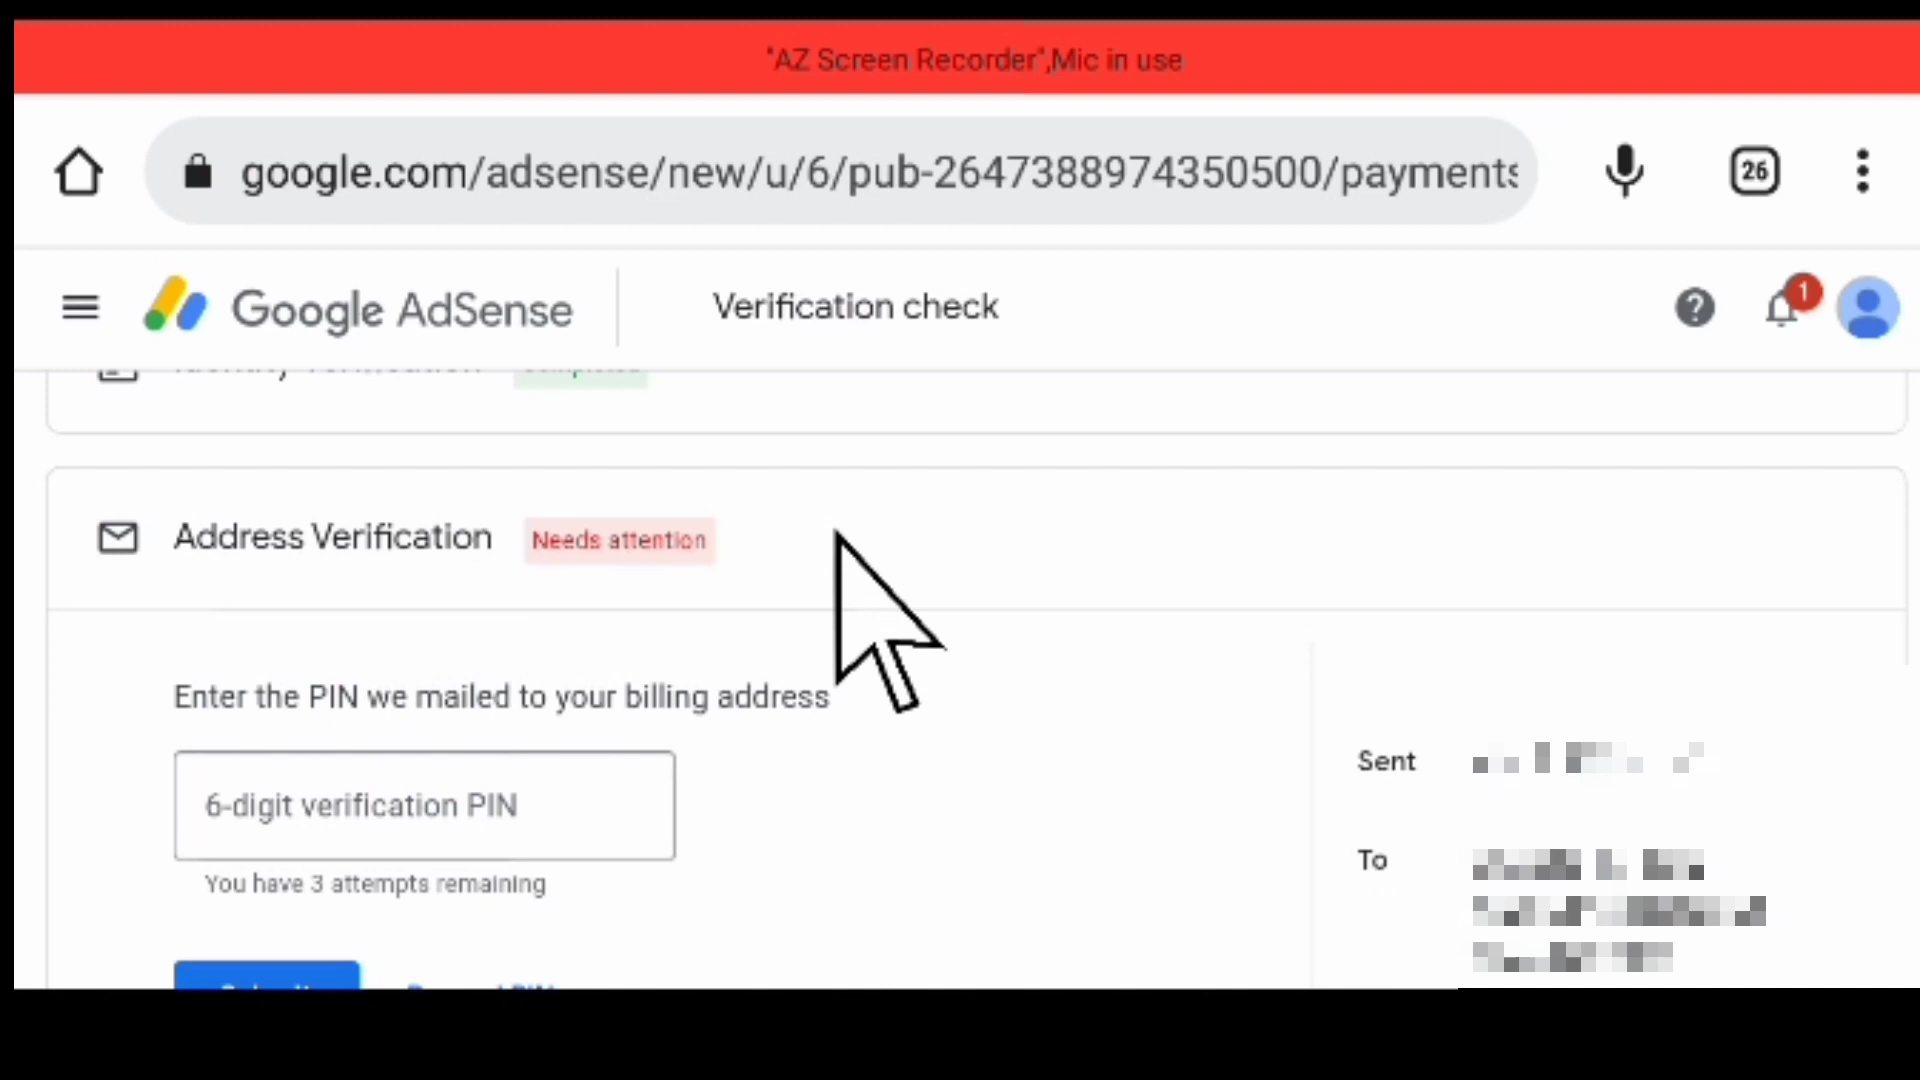 "AZ Screen Recorder",Mic in use
google.com/adsense/new/u/6/pub-2647388974350500/payments
26
Google AdSense
Verification check
1
Address Verification
Needs attention
Enter the PIN we mailed to your billing address
6-digit verification PIN
You have 3 attempts remaining
Sent
To